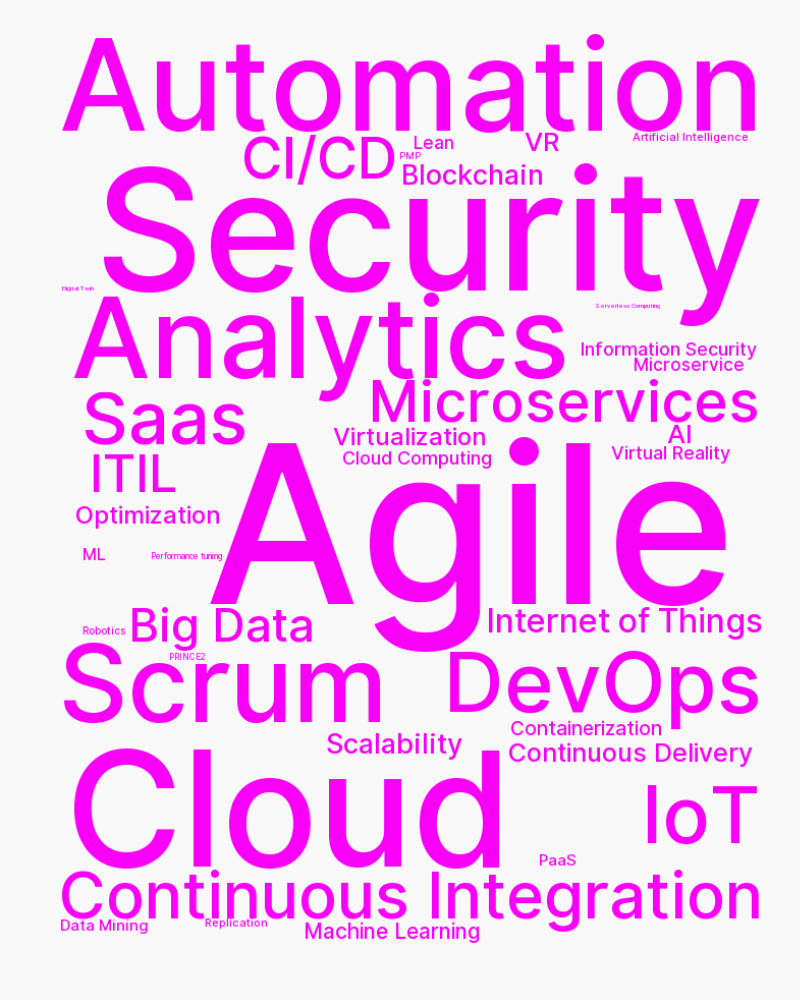 Automation
CI/CD
PMP
Lean
VR
Artificial Intelligence
Blockchain
Security
Digital Twin
Serverless Computing
Analytics
Information Security
Microservice
Saas
Microservices
Virtualization
AI
Cloud Computing
Virtual Reality
ITIL
Agile
Optimization
ML
Performance tuning
Robotics
Big Data
Internet of Things
PRINCE2
Scrum
DevOps
Containerization
Scalability
Continuous Delivery
Cloud
IoT
PaaS
Continuous Integration
Data Mining
Replication
Machine Learning